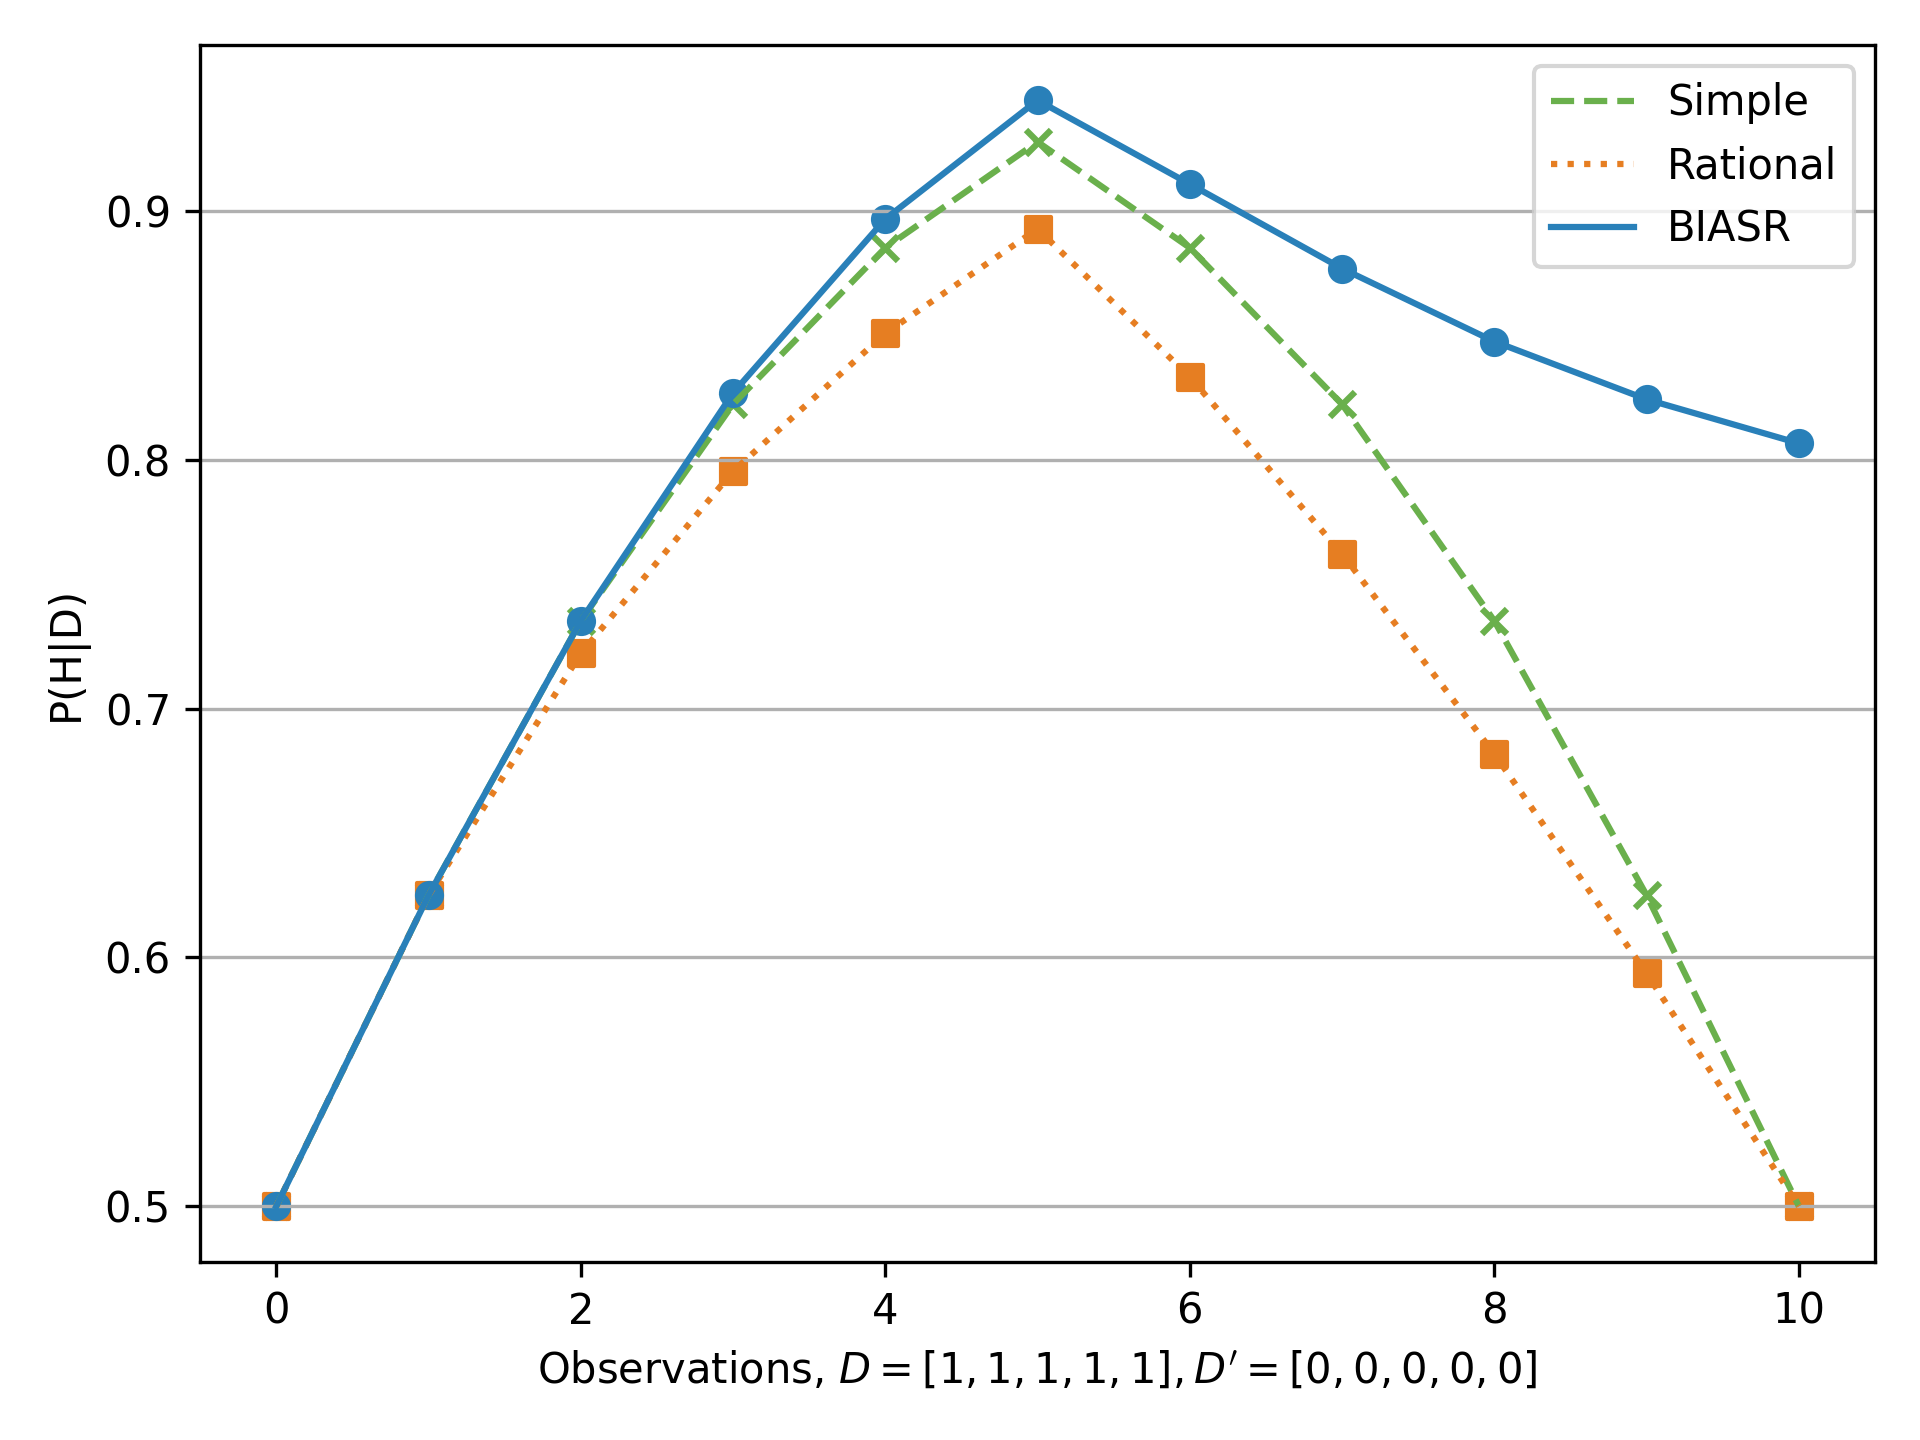 Simple
Rational
BIASR
0.9
0.8
0.7
0.6
0.5
P(H|D)
0 2 4 6 8 10
Observations, D = [1, 1, 1, 1, 1], D′ = [0, 0, 0, 0, 0]